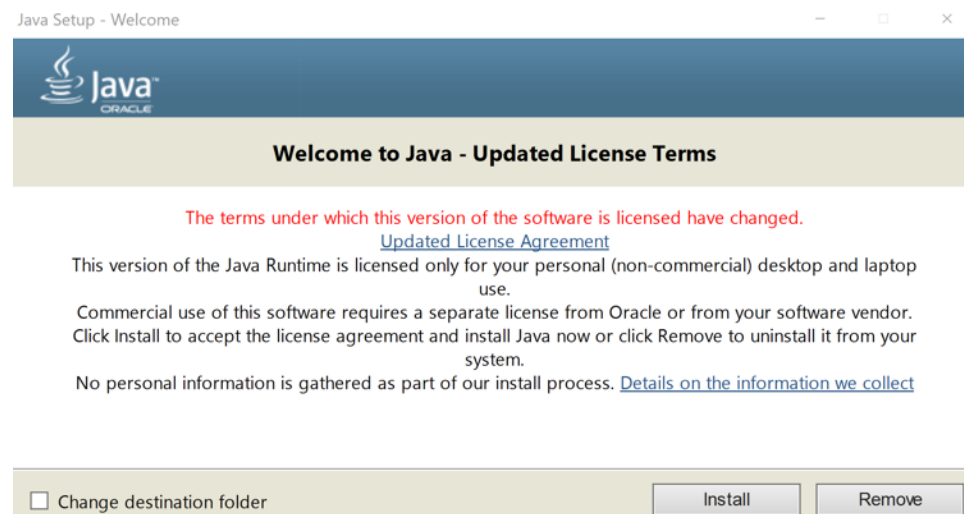 Java Setup - Welcome
Java™
ORACLE
Welcome to Java - Updated License Terms
The terms under which this version of the software is licensed have changed.
Updated License Agreement
This version of the Java Runtime is licensed only for your personal (non-commercial) desktop and laptop
use.
Commercial use of this software requires a separate license from Oracle or from your software vendor.
Click Install to accept the license agreement and install Java now or click Remove to uninstall it from your
system.
No personal information is gathered as part of our install process. Details on the information we collect
Change destination folder
Install
Remove